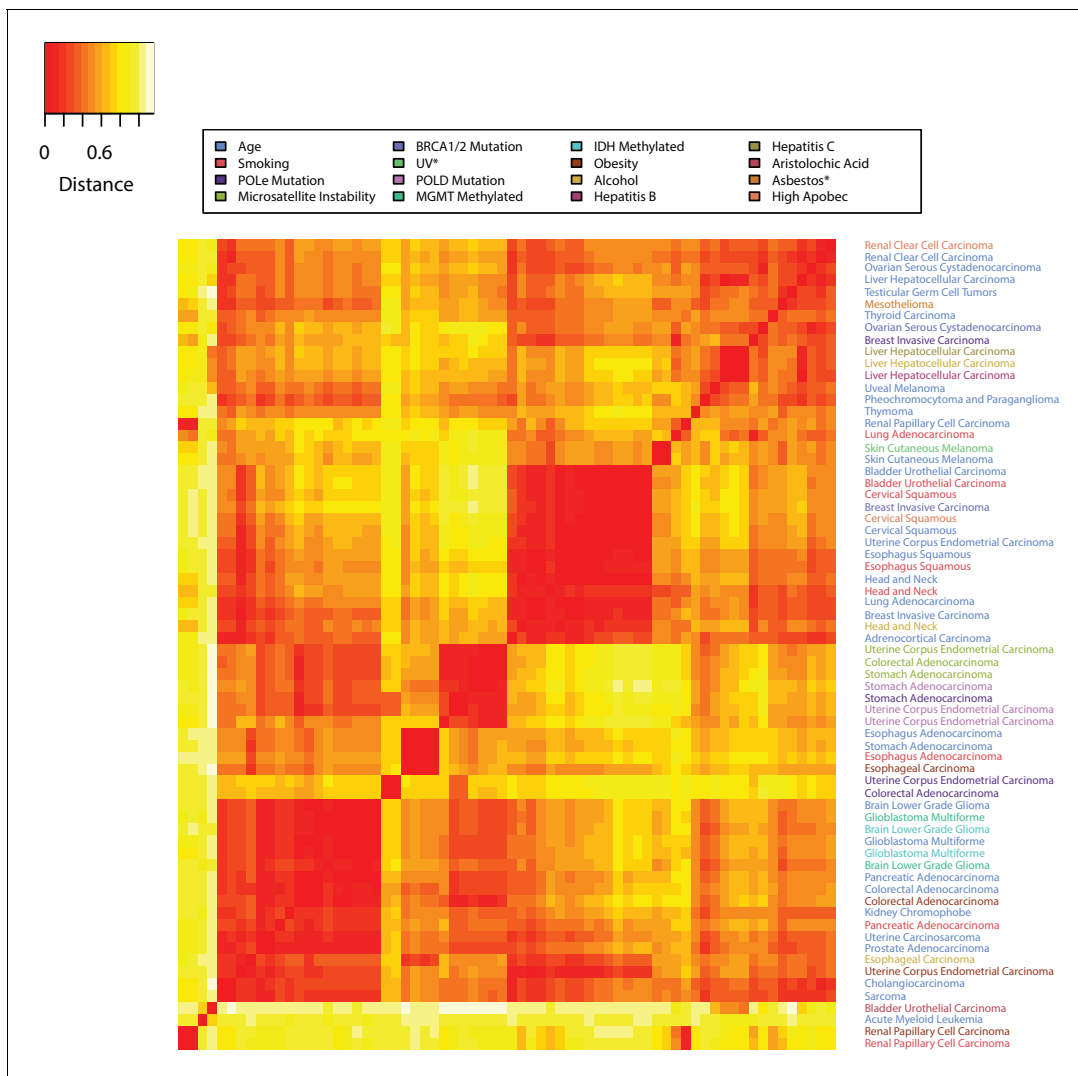 0 0.6
Distance
Age BRCA1/2 Mutation IDH Methylated Hepatitis C
Smoking UV* Obesity Aristolochic Acid
POLe Mutation POLD Mutation Alcohol Asbestos*
Microsatellite Instability MGMT Methylated Hepatitis B High Apobec
Renal Clear Cell Carcinoma
Renal Clear Cell Carcinoma
Ovarian Serous Cystadenocarcinoma
Liver Hepatocellular Carcinoma
Testicular Germ Cell Tumors
Mesothelioma
Thyroid Carcinoma
Ovarian Serous Cystadenocarcinoma
Breast Invasive Carcinoma
Liver Hepatocellular Carcinoma
Liver Hepatocellular Carcinoma
Liver Hepatocellular Carcinoma
Uveal Melanoma
Pheochromocytoma and Paraganglioma
Thymoma
Renal Papillary Cell Carcinoma
Lung Adenocarcinoma
Skin Cutaneous Melanoma
Skin Cutaneous Melanoma
Bladder Urothelial Carcinoma
Bladder Urothelial Carcinoma
Cervical Squamous
Breast Invasive Carcinoma
Cervical Squamous
Cervical Squamous
Uterine Corpus Endometrial Carcinoma
Esophagus Squamous
Esophagus Squamous
Head and Neck
Head and Neck
Lung Adenocarcinoma
Breast Invasive Carcinoma
Head and Neck
Adrenocortical Carcinoma
Uterine Corpus Endometrial Carcinoma
Colorectal Adenocarcinoma
Stomach Adenocarcinoma
Stomach Adenocarcinoma
Stomach Adenocarcinoma
Uterine Corpus Endometrial Carcinoma
Uterine Corpus Endometrial Carcinoma
Esophagus Adenocarcinoma
Stomach Adenocarcinoma
Esophagus Adenocarcinoma
Esophageal Carcinoma
Uterine Corpus Endometrial Carcinoma
Colorectal Adenocarcinoma
Brain Lower Grade Glioma
Glioblastoma Multiforme
Brain Lower Grade Glioma
Glioblastoma Multiforme
Glioblastoma Multiforme
Brain Lower Grade Glioma
Pancreatic Adenocarcinoma
Colorectal Adenocarcinoma
Colorectal Adenocarcinoma
Kidney Chromophobe
Pancreatic Adenocarcinoma
Uterine Carcinosarcoma
Prostate Adenocarcinoma
Esophageal Carcinoma
Uterine Corpus Endometrial Carcinoma
Cholangiocarcinoma
Sarcoma
Bladder Urothelial Carcinoma
Acute Myeloid Leukemia
Renal Papillary Cell Carcinoma
Renal Papillary Cell Carcinoma